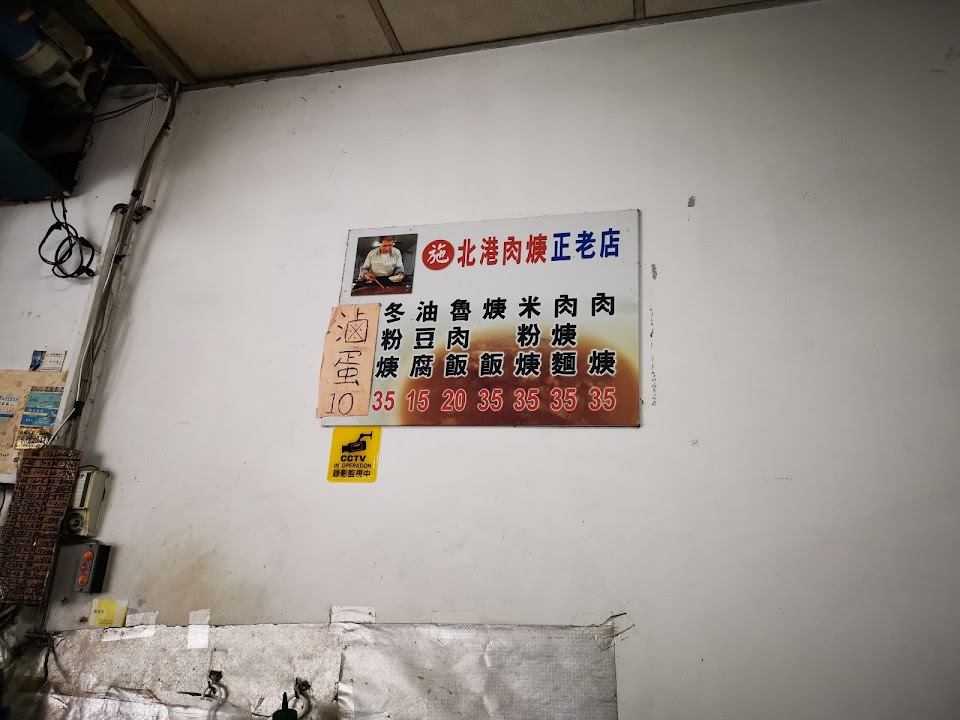 施北港肉焿正老店
肉焿 35
肉焿麵 35
米粉焿 35
焿飯 35
魯肉飯 20
油豆腐 15
冬粉焿 35
滷蛋 10
CCTV
IN OPERATION
錄影監視中